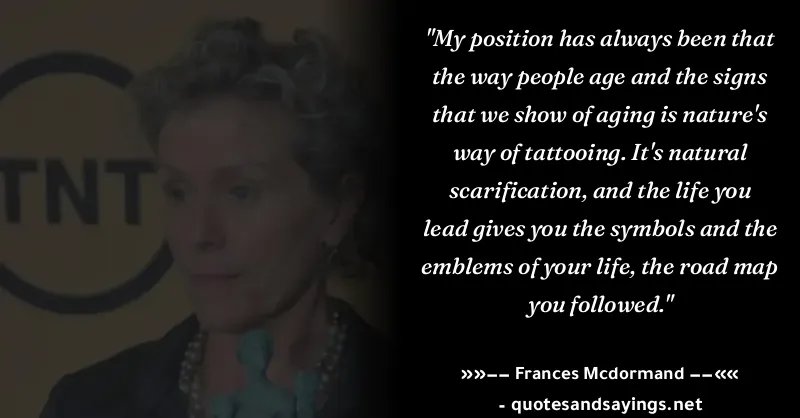 TNT
"My position has always been that
the way people age and the signs
that we show of aging is nature's
way of tattooing. It's natural
scarification, and the life you
lead gives you the symbols and the
emblems of your life, the road map
you followed."
»»–– Frances Mcdormand ––««
- quotesandsayings.net